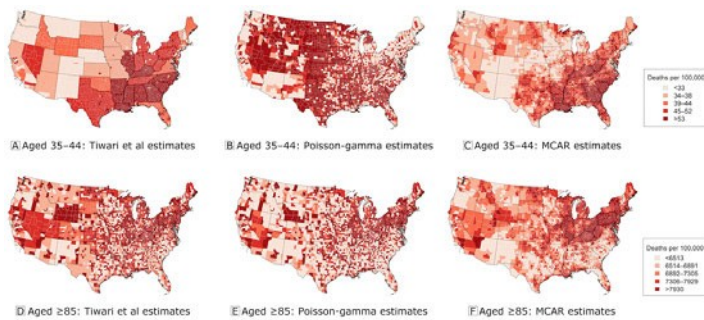 Deaths per 100,000
<33
34–38
39–44
45–52
>53
A Aged 35–44: Tiwari et al estimates
B Aged 35–44: Poisson-gamma estimates
C Aged 35–44: MCAR estimates
Deaths per 100,000
<6513
6514–6891
6892–7305
7306–7929
>7930
D Aged ≥85: Tiwari et al estimates
E Aged ≥85: Poisson-gamma estimates
F Aged ≥85: MCAR estimates